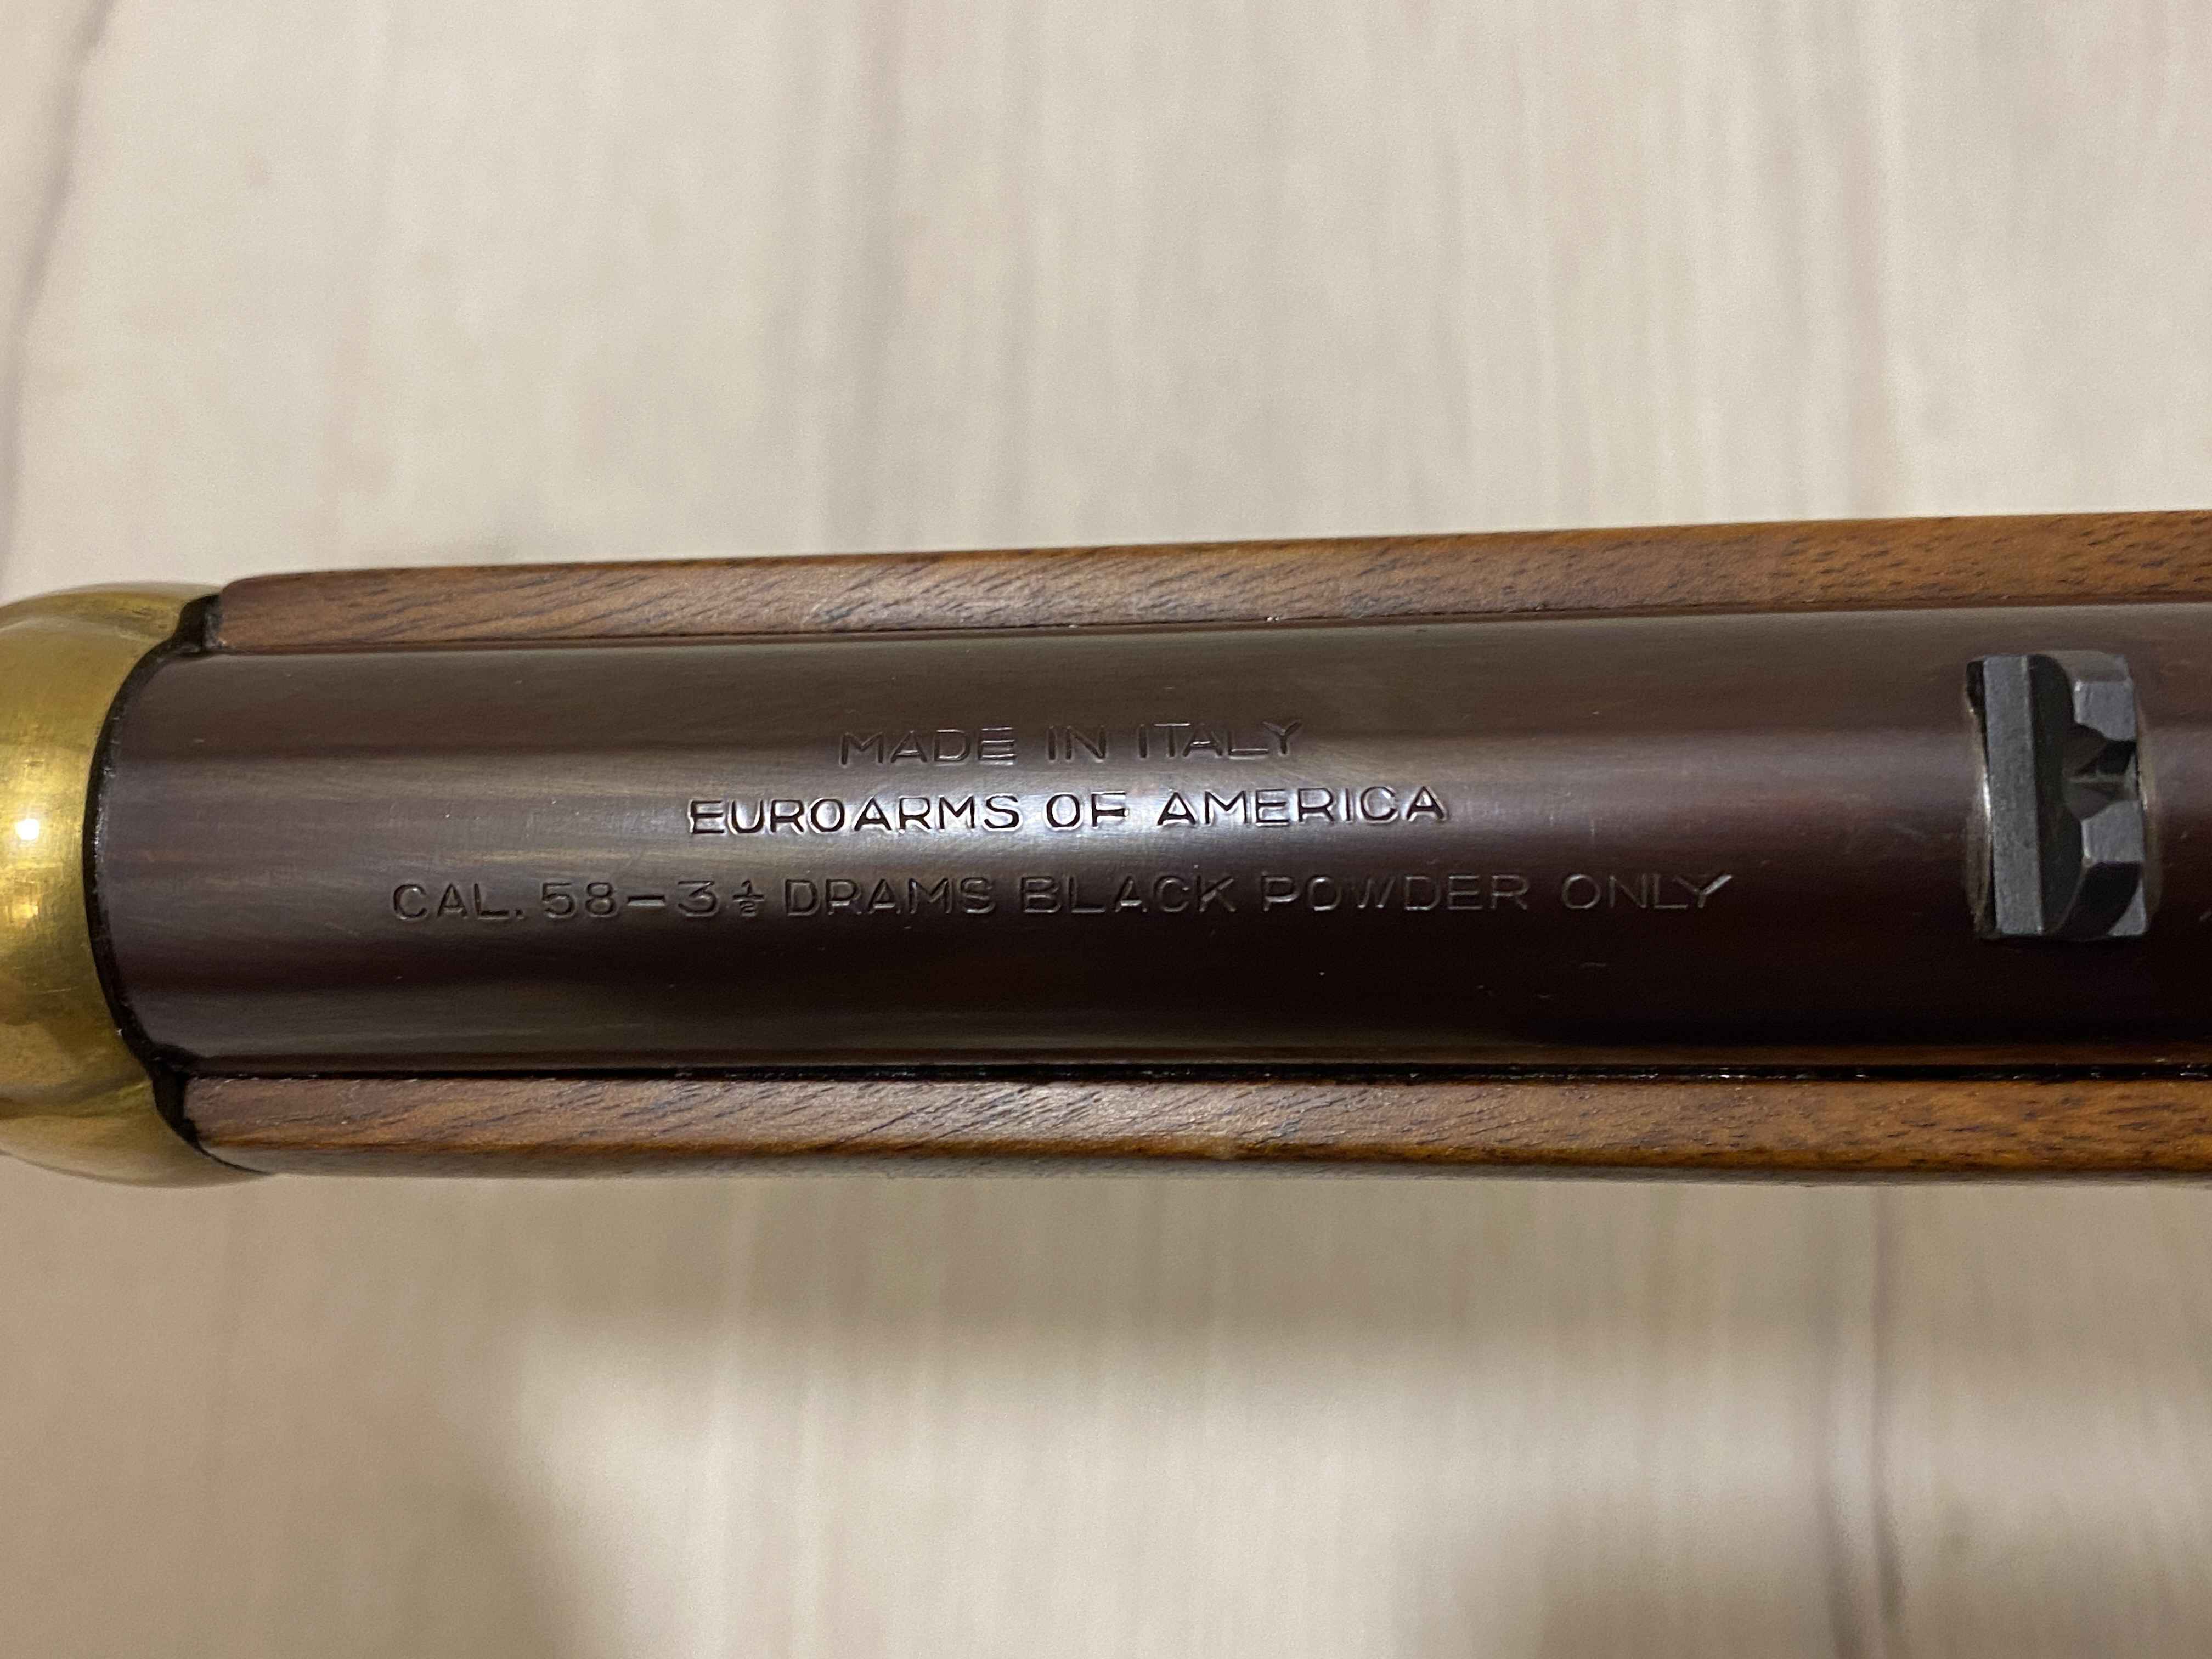 MADE IN ITALY
EUROARMS OF AMERICA
CAL. 58-3½ DRAMS BLACK POWDER ONLY